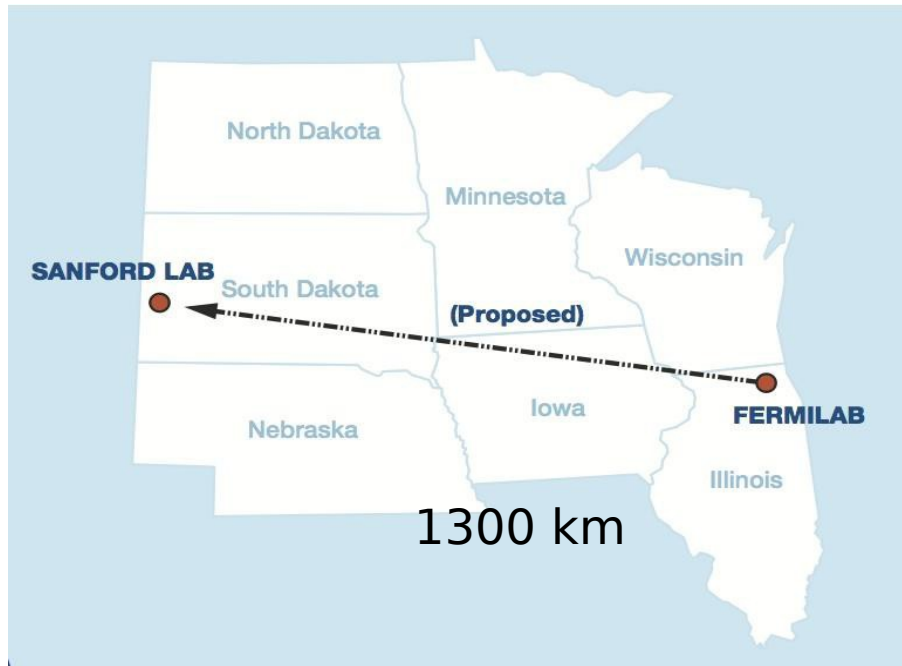 North Dakota
Minnesota
Wisconsin
SANFORD LAB
South Dakota
(Proposed)
Iowa
FERMILAB
Nebraska
Illinois
1300 km